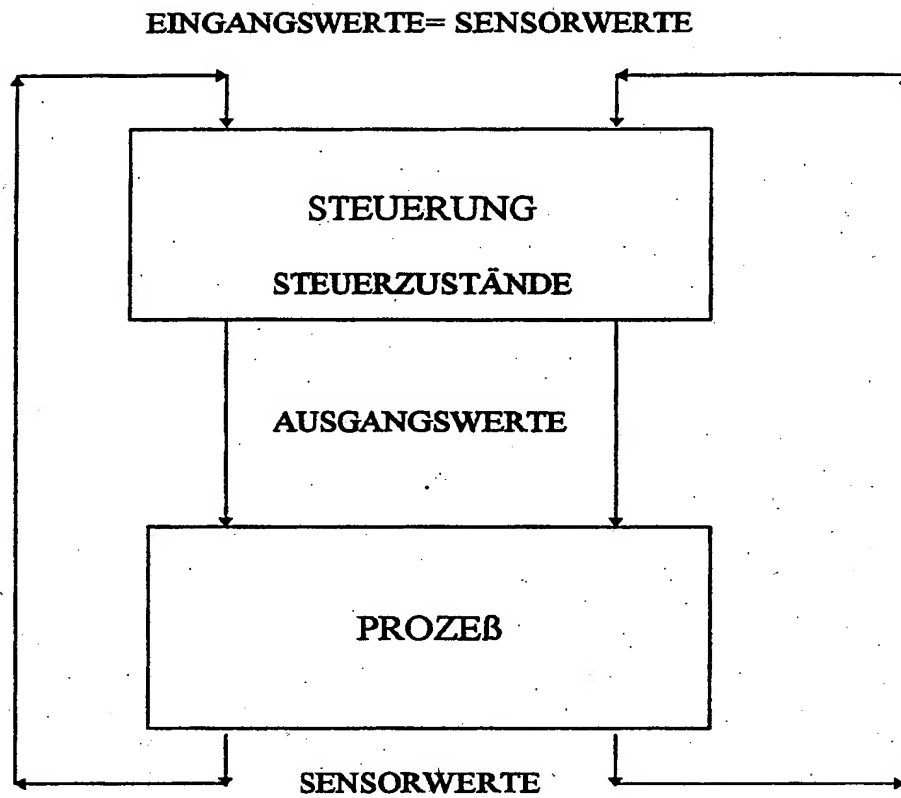 EINGANGSWERTE= SENSORWERTE
STEUERUNG
STEUERZUSTÄNDE
AUSGANGSWERTE
PROZEß
SENSORWERTE